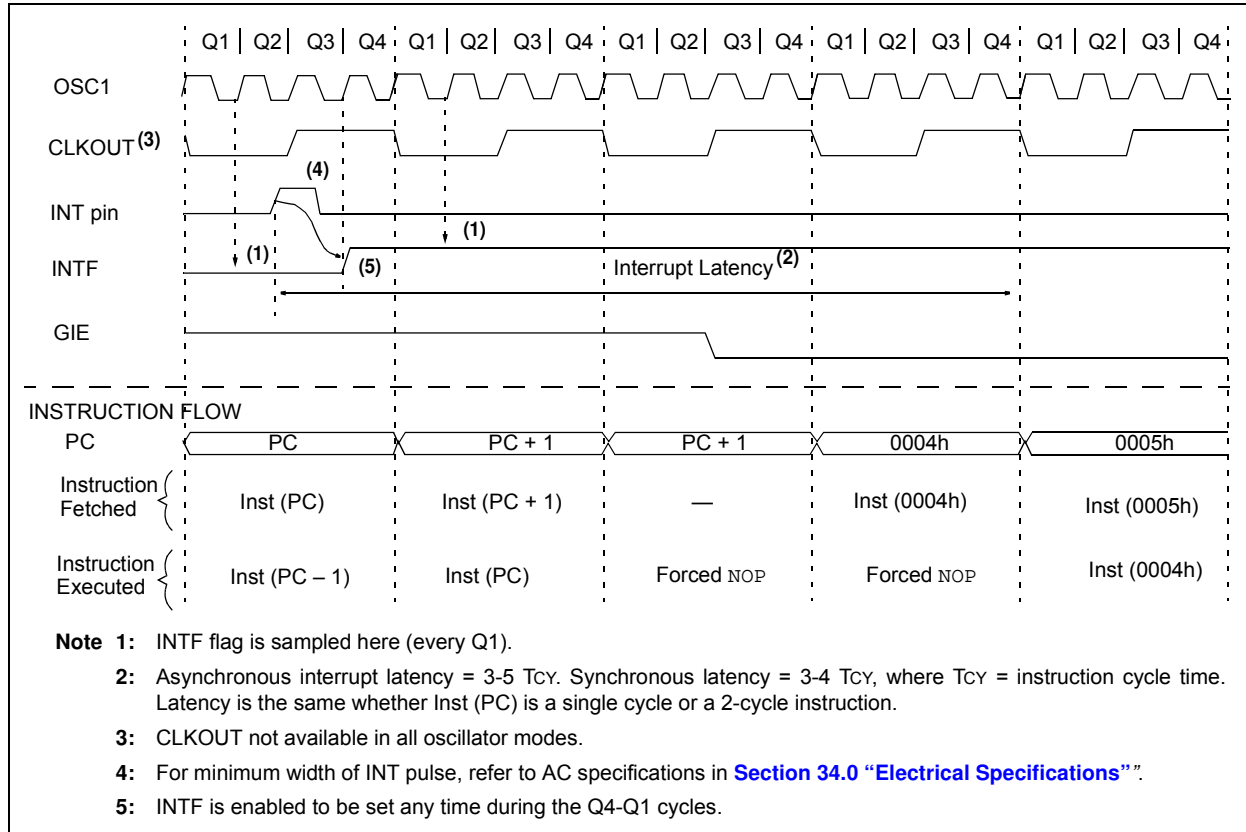 Q1 | Q2 | Q3 | Q4 Q1 | Q2 | Q3 | Q4 Q1 | Q2 | Q3 | Q4 Q1 | Q2 | Q3 | Q4 Q1 | Q2 | Q3 | Q4
OSC1
CLKOUT (3)
(4)
INT pin
(1)
(1)
INTF
(5)
Interrupt Latency (2)
GIE
INSTRUCTION FLOW
PC PC PC + 1 PC + 1 0004h 0005h
Instruction
Fetched
Inst (PC) Inst (PC + 1) — Inst (0004h) Inst (0005h)
Instruction
Executed
Inst (PC – 1) Inst (PC) Forced NOP Forced NOP Inst (0004h)
Note 1: INTF flag is sampled here (every Q1).
2: Asynchronous interrupt latency = 3-5 TCY. Synchronous latency = 3-4 TCY, where TCY = instruction cycle time.
Latency is the same whether Inst (PC) is a single cycle or a 2-cycle instruction.
3: CLKOUT not available in all oscillator modes.
4: For minimum width of INT pulse, refer to AC specifications in Section 34.0 “Electrical Specifications””.
5: INTF is enabled to be set any time during the Q4-Q1 cycles.